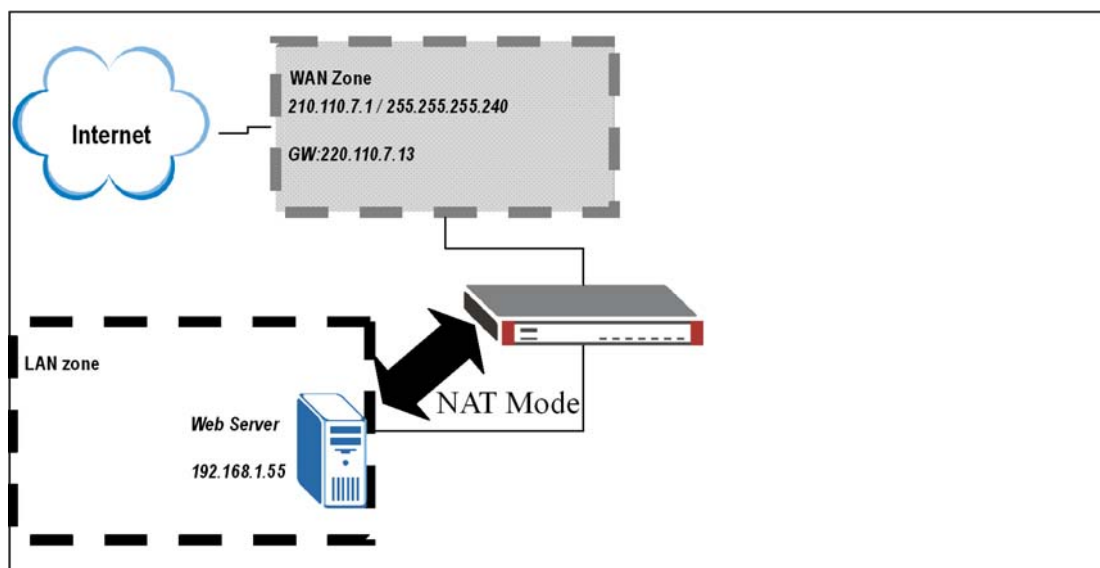 WAN Zone
210.110.7.1 / 255.255.255.240
Internet
GW:220.110.7.13
LAN zone
NAT Mode
Web Server
192.168.1.55